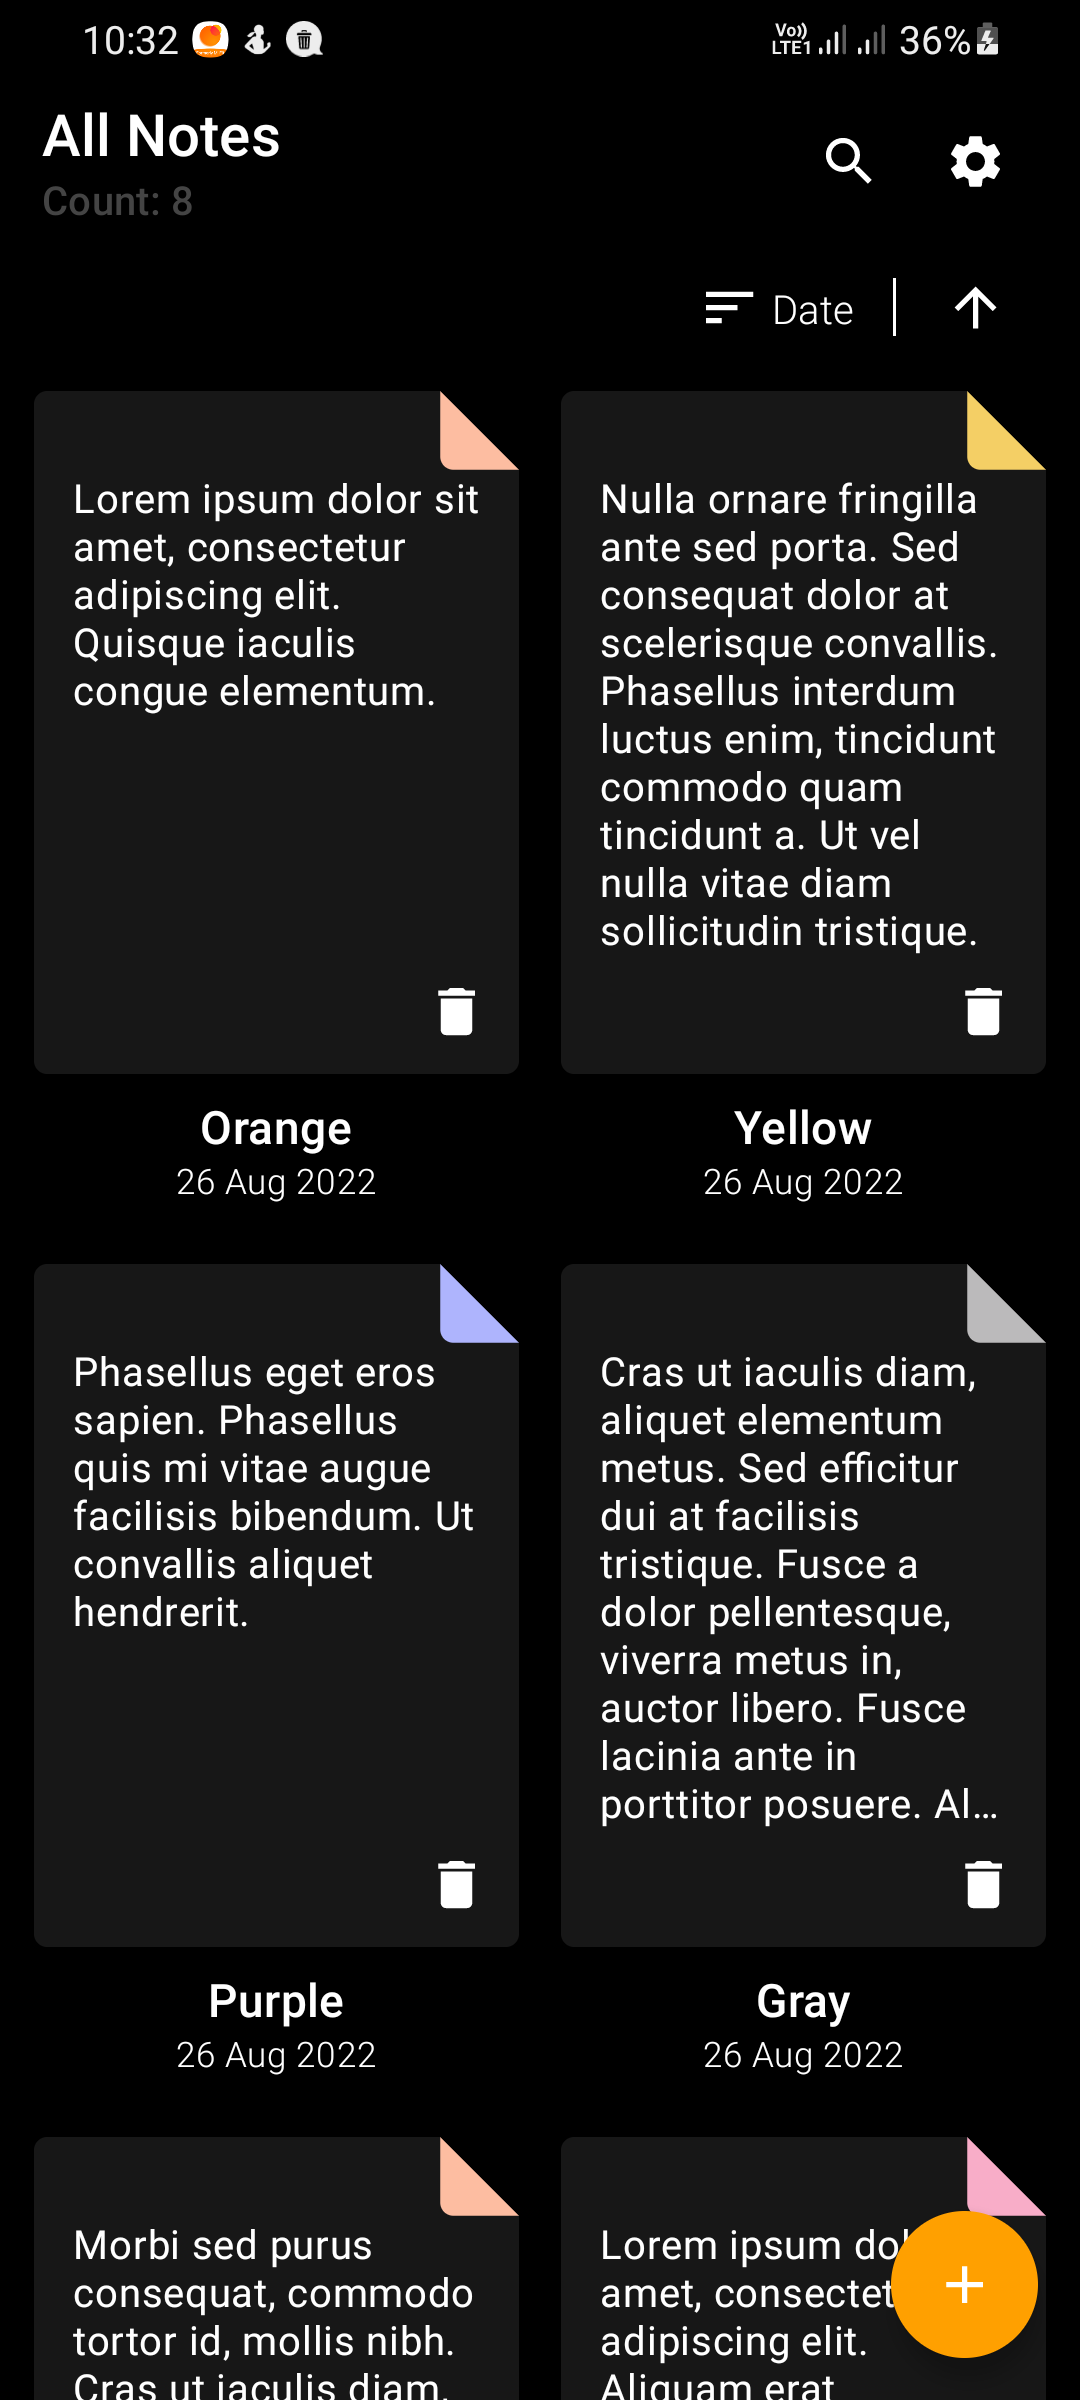 10:32
Vo)) LTE1
36%
All Notes
Count: 8
Date
Lorem ipsum dolor sit
amet, consectetur
adipiscing elit.
Quisque iaculis
congue elementum.
Orange
26 Aug 2022
Nulla ornare fringilla
ante sed porta. Sed
consequat dolor at
scelerisque convallis.
Phasellus interdum
luctus enim, tincidunt
commodo quam
tincidunt a. Ut vel
nulla vitae diam
sollicitudin tristique.
Yellow
26 Aug 2022
Phasellus eget eros
sapien. Phasellus
quis mi vitae augue
facilisis bibendum. Ut
convallis aliquet
hendrerit.
Purple
26 Aug 2022
Cras ut iaculis diam,
aliquet elementum
metus. Sed efficitur
dui at facilisis
tristique. Fusce a
dolor pellentesque,
viverra metus in,
auctor libero. Fusce
lacinia ante in
porttitor posuere. Al...
Gray
26 Aug 2022
Morbi sed purus
consequat, commodo
tortor id, mollis nibh.
Cras ut iaculis diam,
Lorem ipsum do
amet, consectet
adipiscing elit.
Aliquam erat